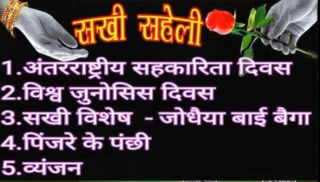 सखी सहेली
1.अंतरराष्ट्रीय सहकारिता दिवस
2.विश्व जुनोसिस दिवस
3.सखी विशेष - जोधैया बाई बैगा
4.पिंजरे के पंछी
5.व्यंजन